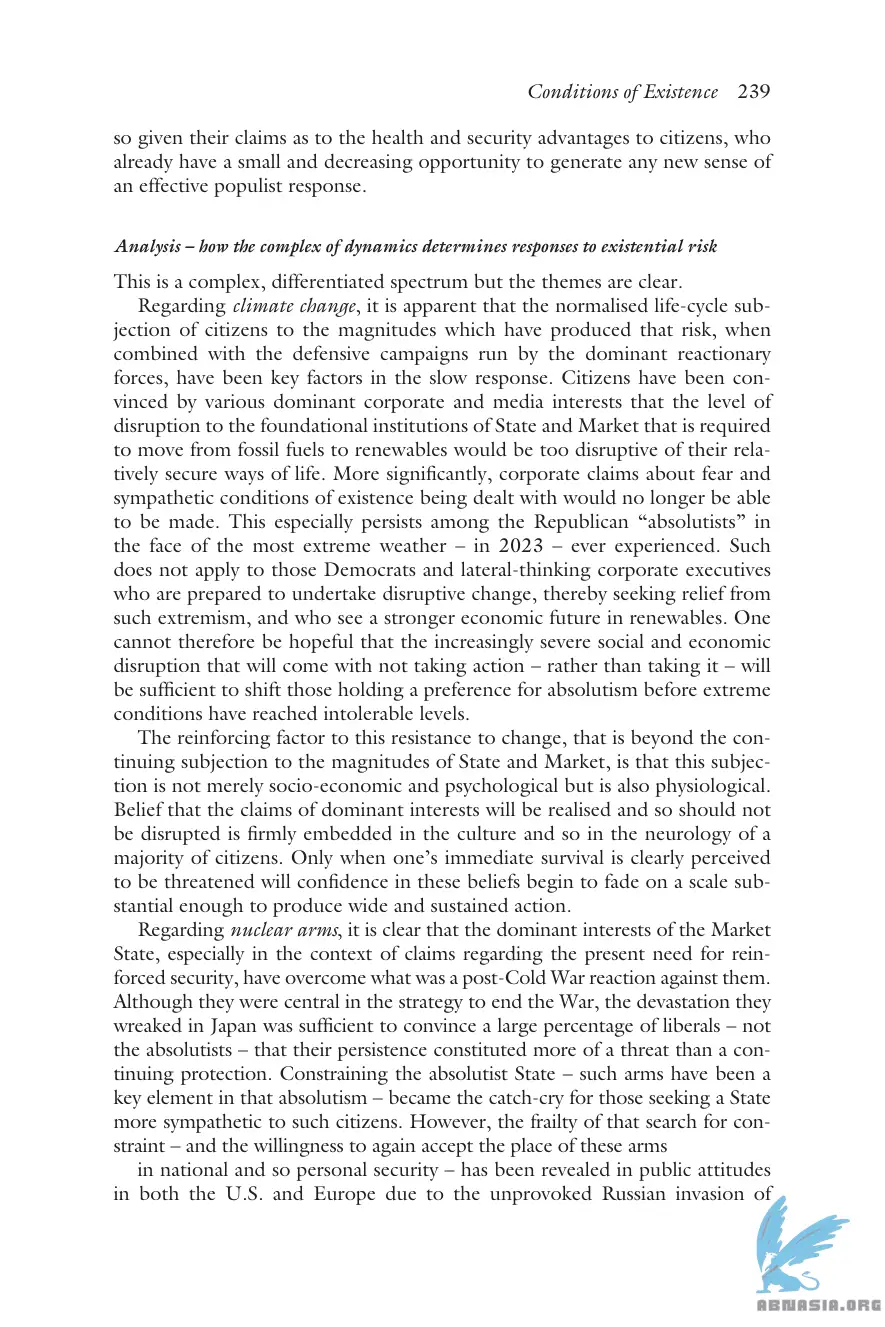 Conditions of Existence 239
so given their claims as to the health and security advantages to citizens, who
already have a small and decreasing opportunity to generate any new sense of
an effective populist response.
Analysis – how the complex of dynamics determines responses to existential risk
This is a complex, differentiated spectrum but the themes are clear.
Regarding climate change, it is apparent that the normalised life-cycle sub-
jection of citizens to the magnitudes which have produced that risk, when
combined with the defensive campaigns run by the dominant reactionary
forces, have been key factors in the slow response. Citizens have been con-
vinced by various dominant corporate and media interests that the level of
disruption to the foundational institutions of State and Market that is required
to move from fossil fuels to renewables would be too disruptive of their rela-
tively secure ways of life. More significantly, corporate claims about fear and
sympathetic conditions of existence being dealt with would no longer be able
to be made. This especially persists among the Republican “absolutists” in
the face of the most extreme weather – in 2023 – ever experienced. Such
does not apply to those Democrats and lateral-thinking corporate executives
who are prepared to undertake disruptive change, thereby seeking relief from
such extremism, and who see a stronger economic future in renewables. One
cannot therefore be hopeful that the increasingly severe social and economic
disruption that will come with not taking action – rather than taking it – will
be sufficient to shift those holding a preference for absolutism before extreme
conditions have reached intolerable levels.
The reinforcing factor to this resistance to change, that is beyond the con-
tinuing subjection to the magnitudes of State and Market, is that this subjec-
tion is not merely socio-economic and psychological but is also physiological.
Belief that the claims of dominant interests will be realised and so should not
be disrupted is firmly embedded in the culture and so in the neurology of a
majority of citizens. Only when one’s immediate survival is clearly perceived
to be threatened will confidence in these beliefs begin to fade on a scale sub-
stantial enough to produce wide and sustained action.
Regarding nuclear arms, it is clear that the dominant interests of the Market
State, especially in the context of claims regarding the present need for rein-
forced security, have overcome what was a post-Cold War reaction against them.
Although they were central in the strategy to end the War, the devastation they
wreaked in Japan was sufficient to convince a large percentage of liberals – not
the absolutists – that their persistence constituted more of a threat than a con-
tinuing protection. Constraining the absolutist State – such arms have been a
key element in that absolutism – became the catch-cry for those seeking a State
more sympathetic to such citizens. However, the frailty of that search for con-
straint – and the willingness to again accept the place of these arms
in national and so personal security – has been revealed in public attitudes
in both the U.S. and Europe due to the unprovoked Russian invasion of
ABNASIA.ORG